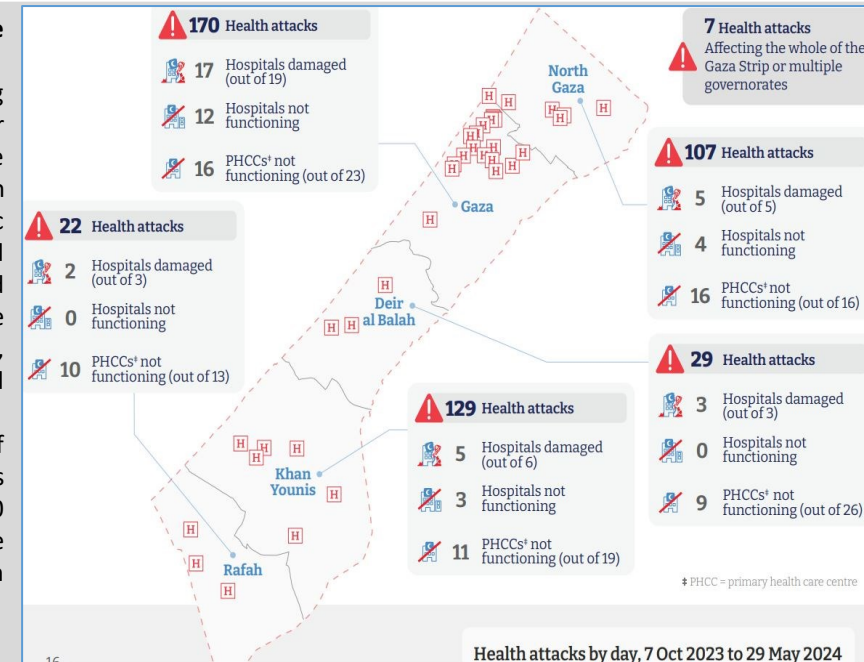 170 Health attacks
17 Hospitals damaged
(out of 19)
12 Hospitals not
functioning
16 PHCCs‡ not
functioning (out of 23)
7 Health attacks
Affecting the whole of the
Gaza Strip or multiple
governorates
North
Gaza
107 Health attacks
5 Hospitals damaged
(out of 5)
4 Hospitals not
functioning
16 PHCCs‡ not
functioning (out of 16)
Gaza
22 Health attacks
2 Hospitals damaged
(out of 3)
0 Hospitals not
functioning
10 PHCCs‡ not
functioning (out of 13)
Deir
al Balah
29 Health attacks
3 Hospitals damaged
(out of 3)
0 Hospitals not
functioning
9 PHCCs‡ not
functioning (out of 26)
129 Health attacks
5 Hospitals damaged
(out of 6)
3 Hospitals not
functioning
11 PHCCs‡ not
functioning (out of 19)
Khan
Younis
Rafah
‡ PHCC = primary health care centre
Health attacks by day, 7 Oct 2023 to 29 May 2024